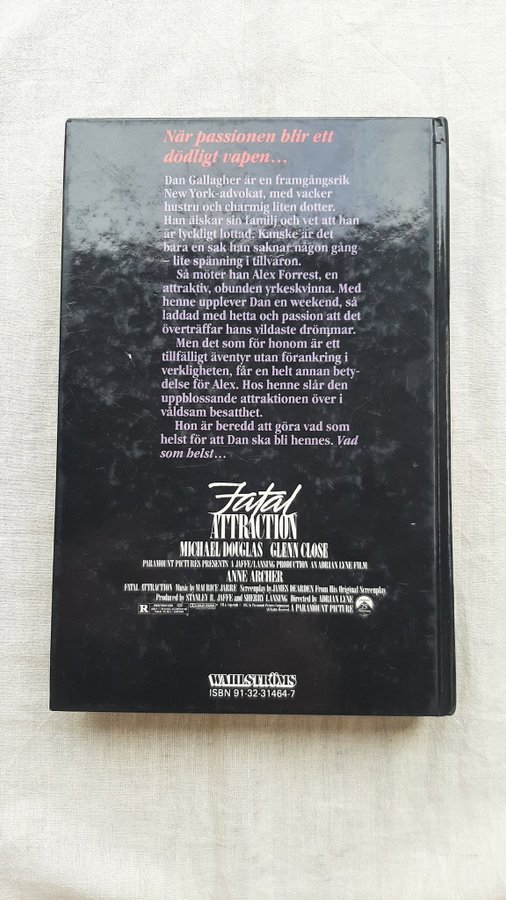 När passionen blir ett
dödligt vapen...
Dan Gallagher är en framgångsrik
New York-advokat, med vacker
hustru och charmig liten dotter.
Han älskar sin familj och vet att han
är lyckligt lottad. Kanske är det
bara en sak han saknar någon gång
– lite spänning i tillvaron.
Så möter han Alex Forrest, en
attraktiv, obunden yrkeskvinna. Med
henne upplever Dan en weekend, så
laddad med hetta och passion att det
överträffar hans vildaste drömmar.
Men det som för honom är ett
tillfälligt äventyr utan förankring i
verkligheten, får en helt annan bety-
delse för Alex. Hos henne slår den
uppblossande attraktionen över i
våldsam besatthet.
Hon är beredd att göra vad som
helst för att Dan ska bli hennes. Vad
som helst...
Fatal
ATTRACTION
MICHAEL DOUGLAS GLENN CLOSE
PARAMOUNT PICTURES PRESENTS A JAFFE/LANSING PRODUCTION AN ADRIAN LYNE FILM
ANNE ARCHER
FATAL ATTRACTION Music by MAURICE JARRE Screenplay by JAMES DEARDEN From His Original Screenplay
Produced by STANLEY R. JAFFE and SHERRY LANSING Directed by ADRIAN LYNE
R A PARAMOUNT PICTURE
WAHLSTRÖMS
ISBN 91-32-31464-7